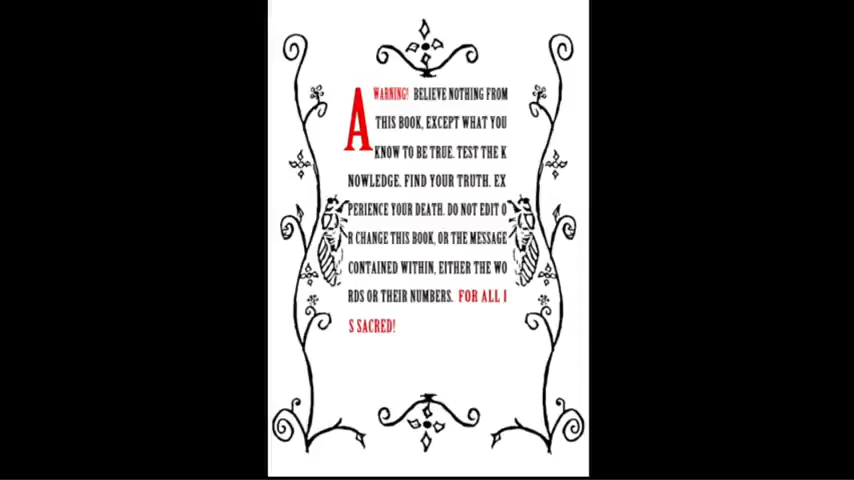 A WARNING! BELIEVE NOTHING FROM
THIS BOOK, EXCEPT WHAT YOU
KNOW TO BE TRUE. TEST THE K
NOWLEDGE. FIND YOUR TRUTH. EX
PERIENCE YOUR DEATH. DO NOT EDIT O
R CHANGE THIS BOOK, OR THE MESSAGE
CONTAINED WITHIN, EITHER THE WO
RDS OR THEIR NUMBERS. FOR ALL I
S SACRED!